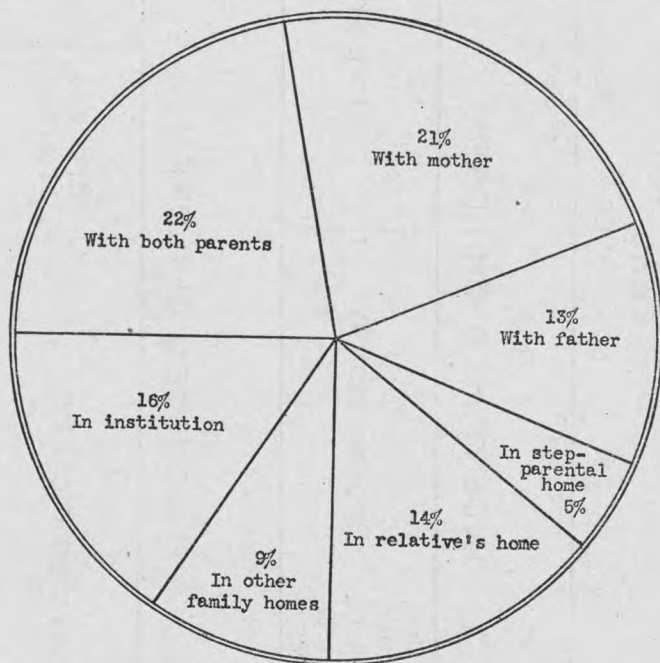 21%
With mother
22%
With both parents
13%
With father
16%
In institution
In step-
parental
home
5%
14%
In relative's home
9%
In other
family homes